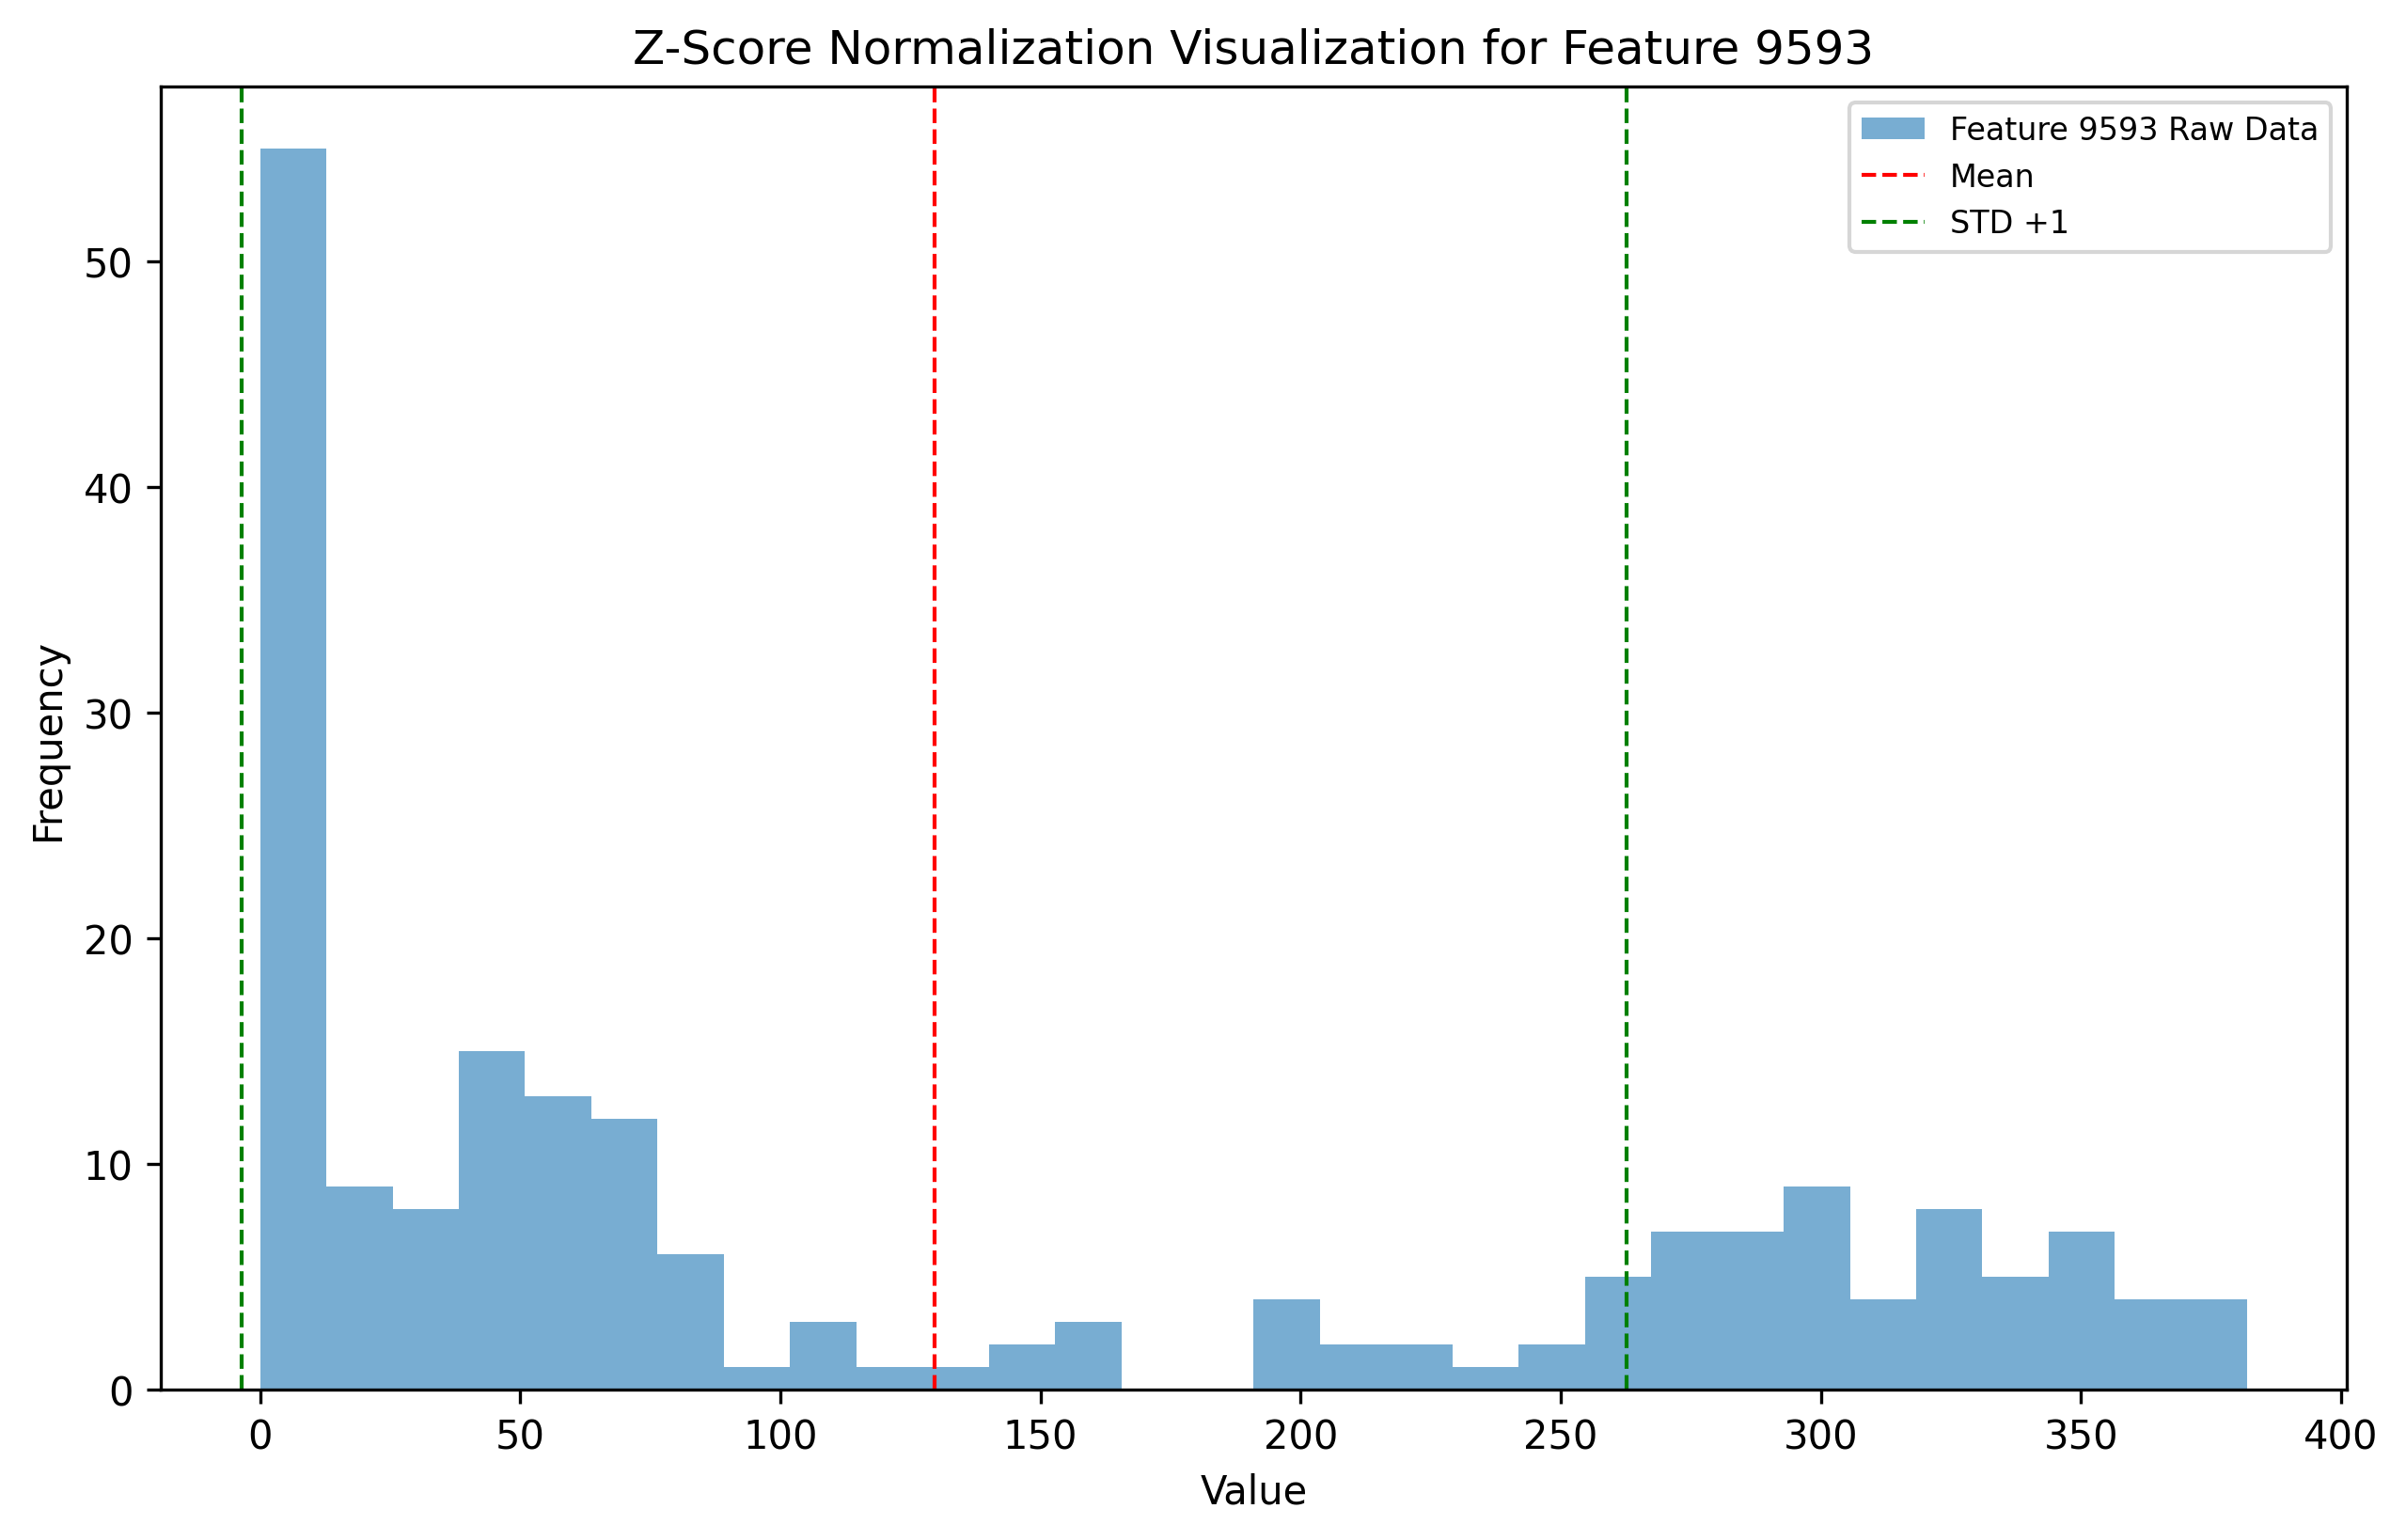 Z-Score Normalization Visualization for Feature 9593
Feature 9593 Raw Data
Mean
STD +1
Frequency
50
40
30
20
10
0
0 50 100 150 200 250 300 350 400
Value